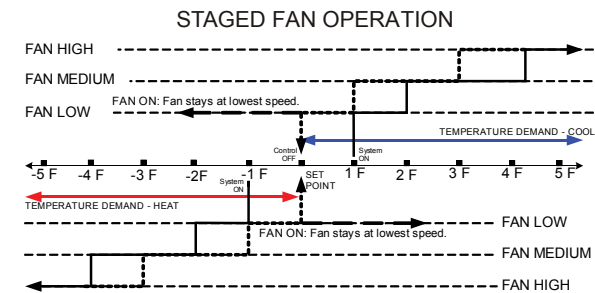 STAGED FAN OPERATION
FAN HIGH
FAN MEDIUM
FAN LOW
FAN ON: Fan stays at lowest speed.
TEMPERATURE DEMAND - COOL
Control
OFF
System
ON
-5 F -4 F -3 F -2F -1 F SET POINT 1 F 2 F 3 F 4 F 5 F
System
ON
TEMPERATURE DEMAND - HEAT
FAN LOW
FAN ON: Fan stays at lowest speed.
FAN MEDIUM
FAN HIGH